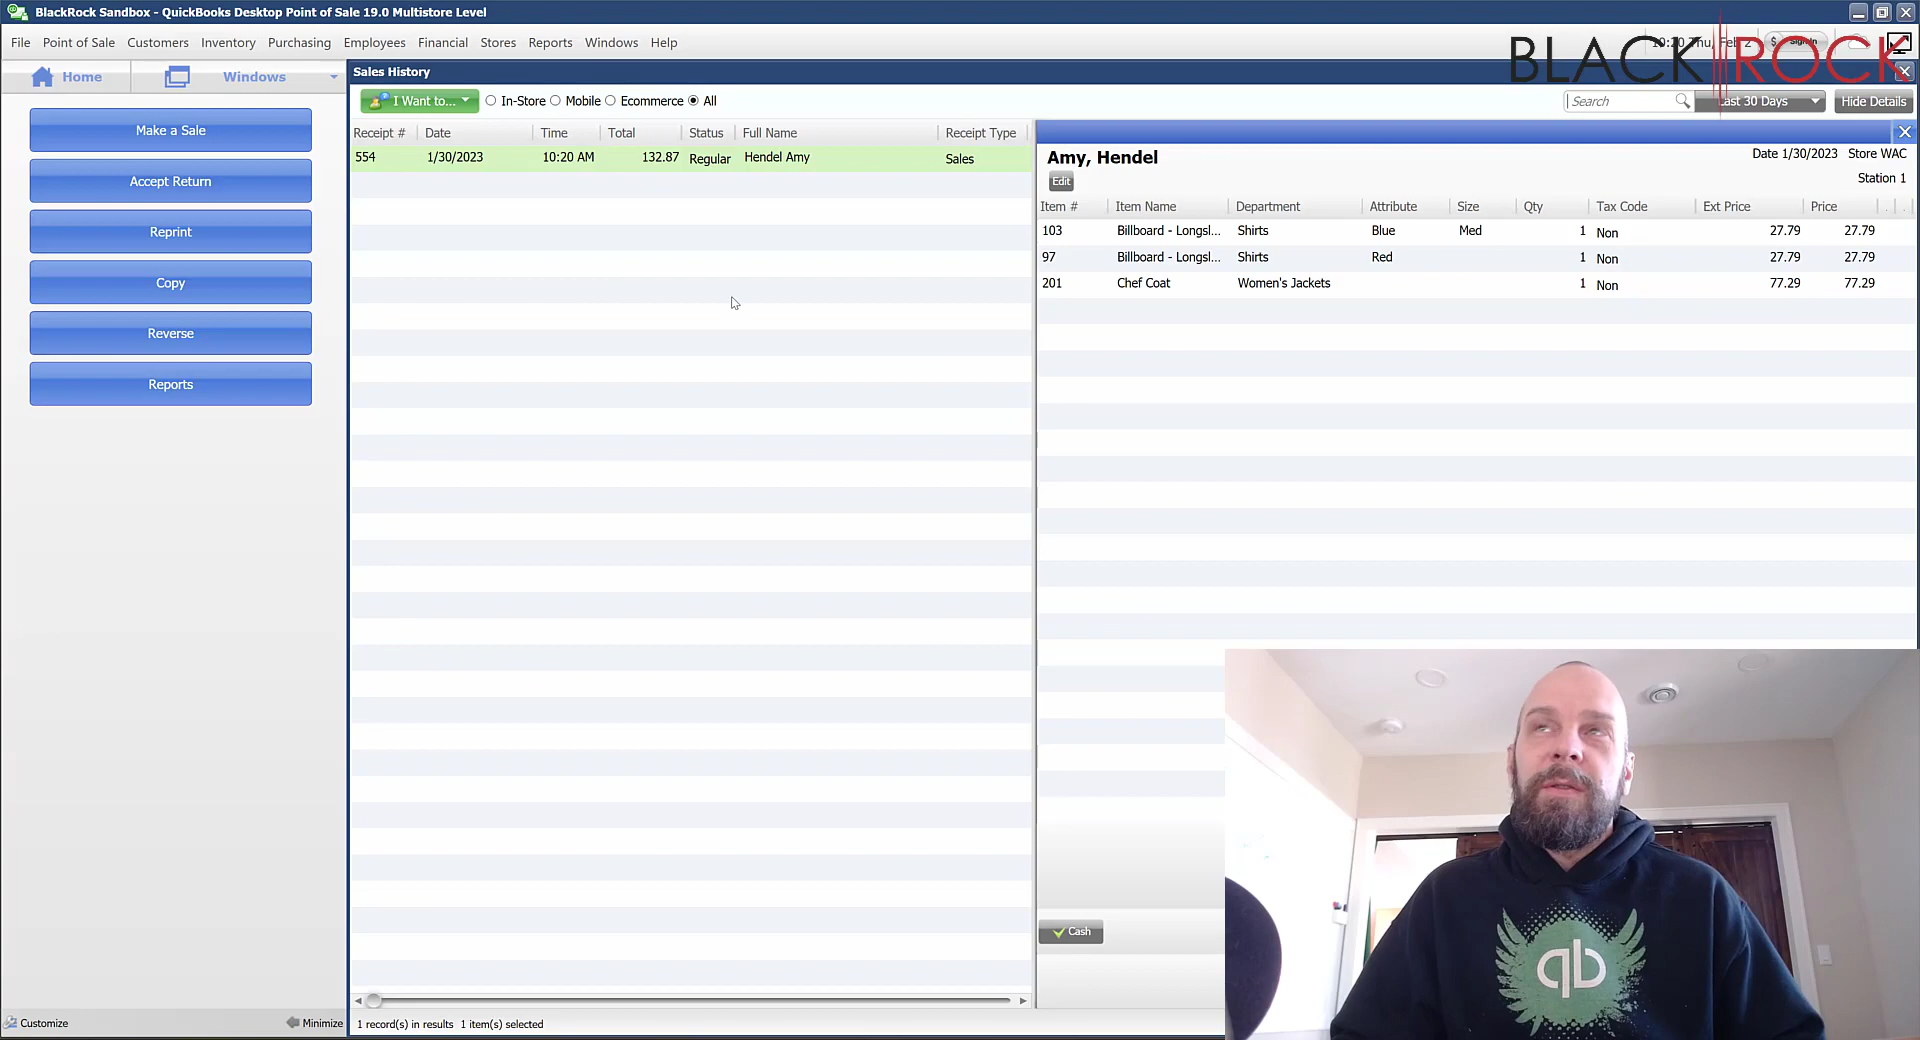 BlackRock Sandbox - QuickBooks Desktop Point of Sale 19.0 Multistore Level
File Point of Sale Customers Inventory Purchasing Employees Financial Stores Reports Windows Help
BLACK ROCK
Home Windows
Sales History
I Want to... In-Store Mobile Ecommerce All
Search Last 30 Days Hide Details
Make a Sale
Accept Return
Reprint
Copy
Reverse
Reports
Receipt # Date Time Total Status Full Name Receipt Type
554 1/30/2023 10:20 AM 132.87 Regular Hendel Amy Sales
Amy, Hendel Date 1/30/2023 Store WAC
Edit Station 1
Item # Item Name Department Attribute Size Qty Tax Code Ext Price Price
103 Billboard - Longsl... Shirts Blue Med 1 Non 27.79 27.79
97 Billboard - Longsl... Shirts Red 1 Non 27.79 27.79
201 Chef Coat Women's Jackets 1 Non 77.29 77.29
Cash
qb
Customize Minimize
1 record(s) in results 1 item(s) selected